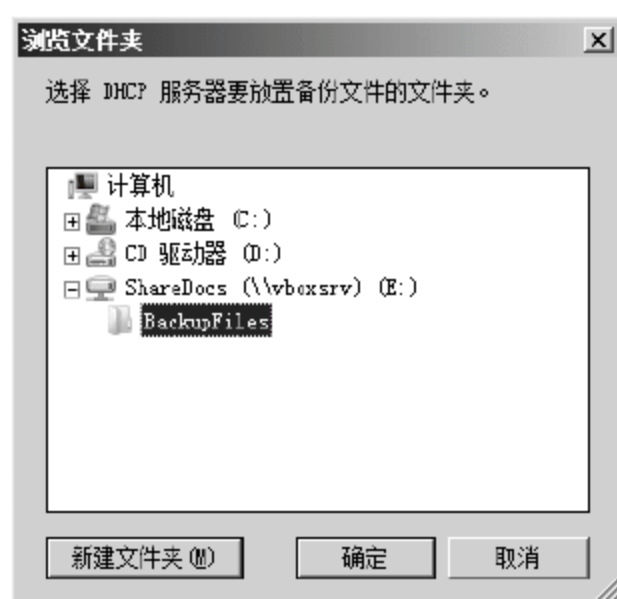 浏览文件夹
选择 DHCP 服务器要放置备份文件的文件夹。
计算机
本地磁盘 (C:)
CD 驱动器 (D:)
ShareDocs (\\vboxsrv) (E:)
BackupFiles
新建文件夹(M) 确定 取消